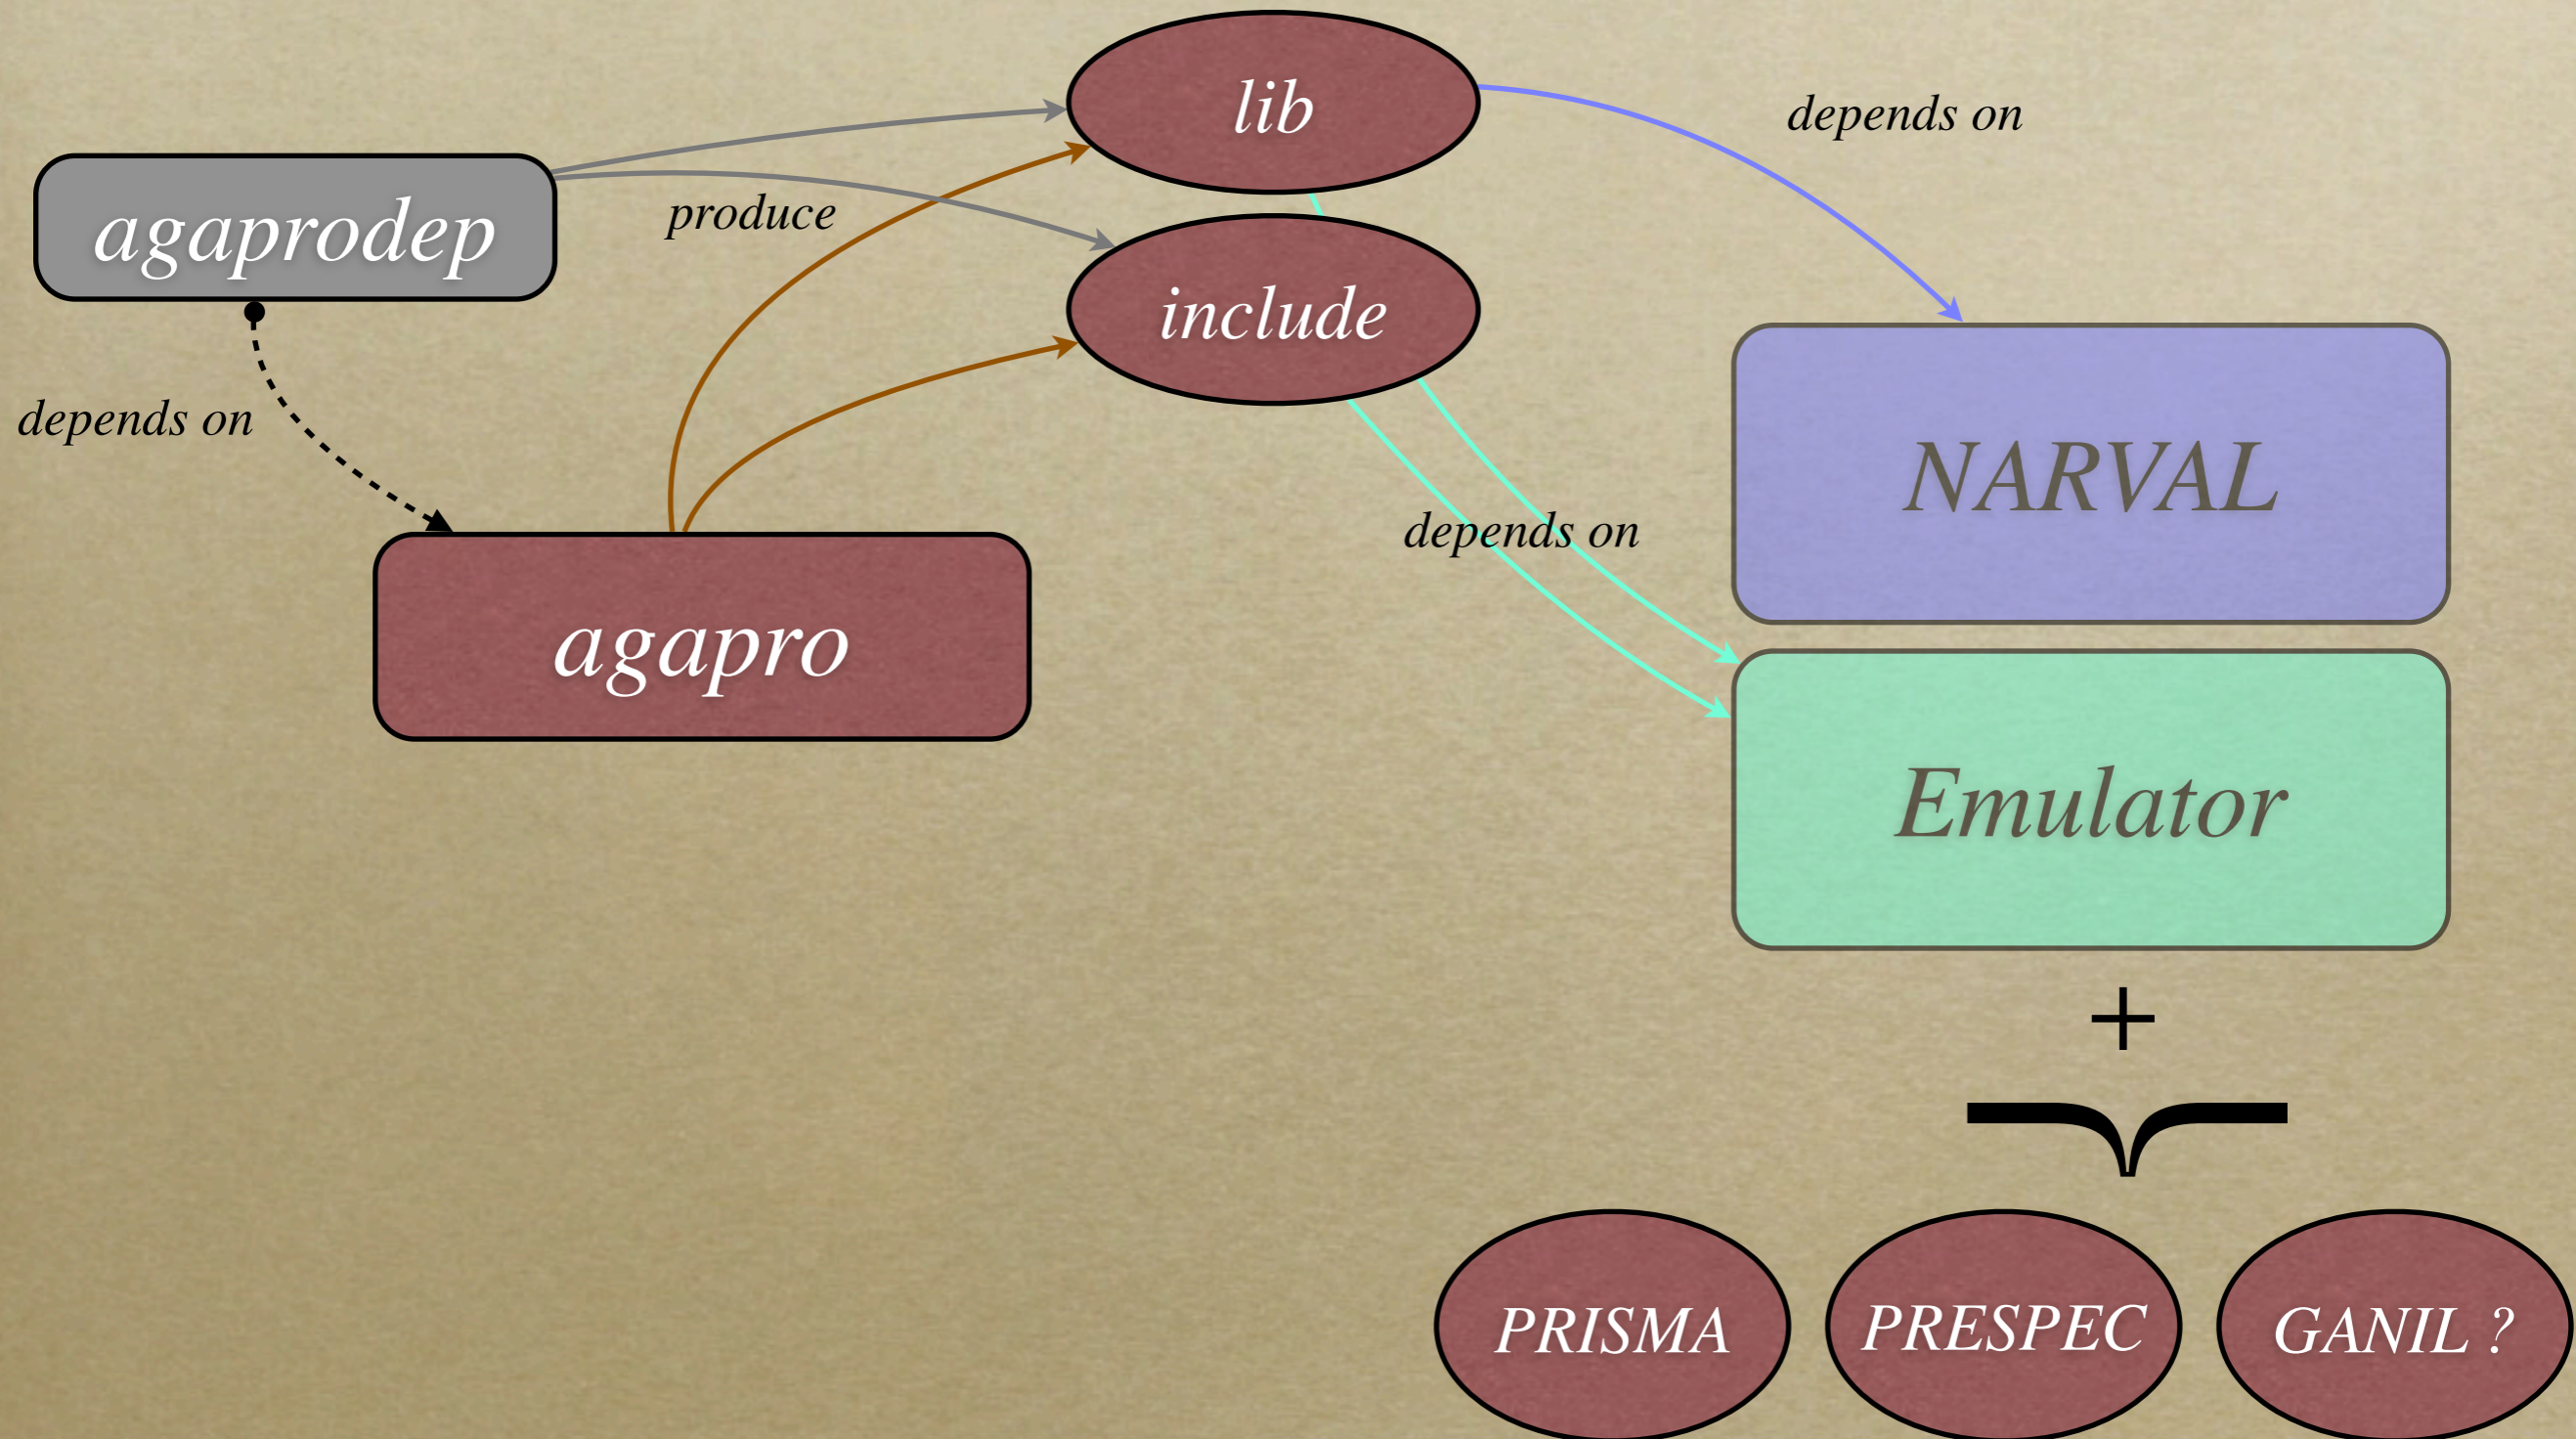 lib
depends on
agaprodep
produce
include
depends on
NARVAL
depends on
agapro
Emulator
+
PRISMA
PRESPEC
GANIL ?